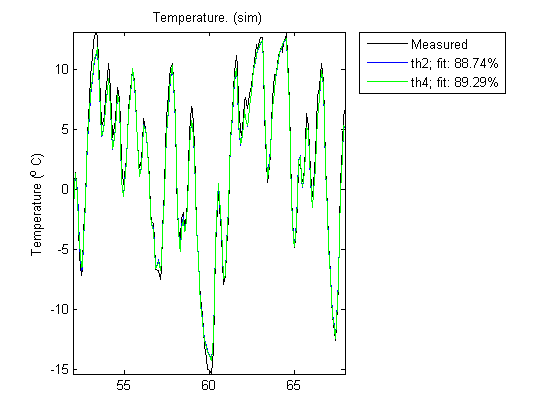 Temperature. (sim)
Measured
th2; fit: 88.74%
th4; fit: 89.29%
Temperature (⁰ C)
10
5
0
-5
-10
-15
55
60
65